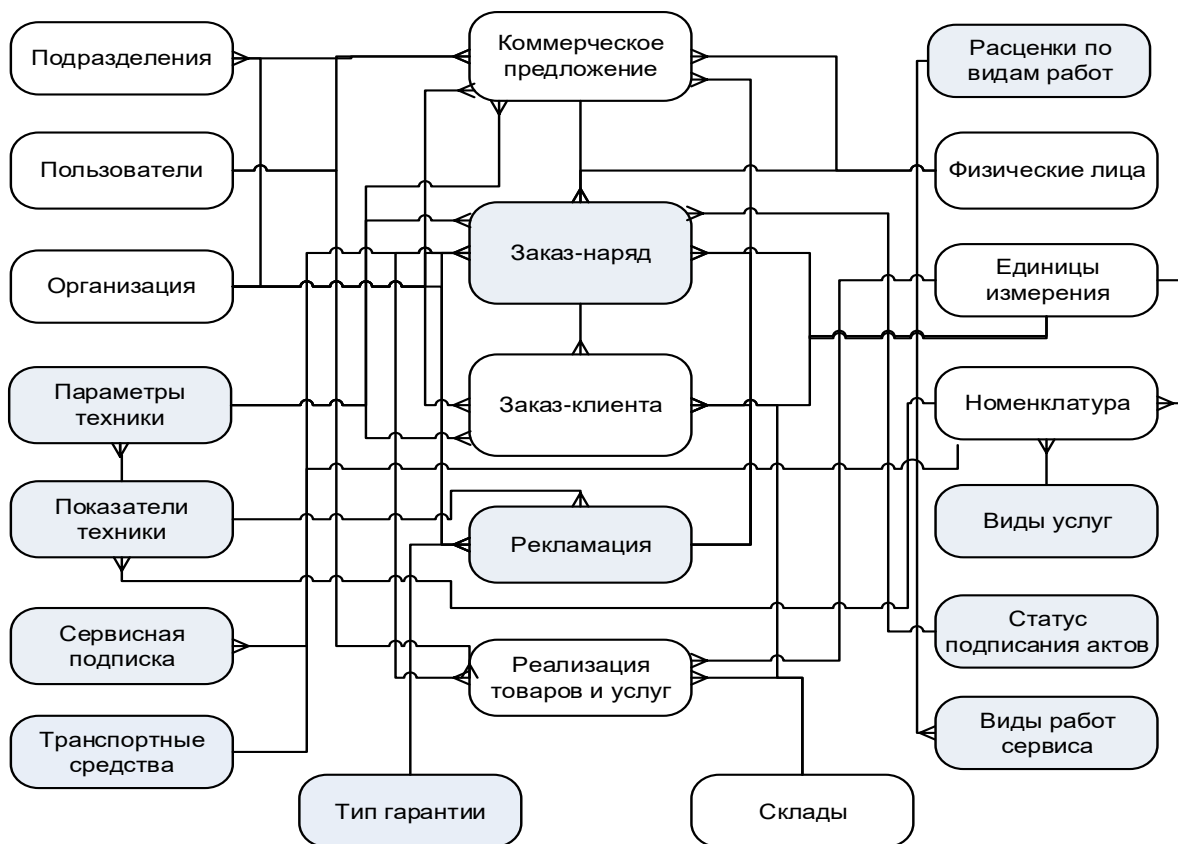 Подразделения
Пользователи
Организация
Параметры
техники
Показатели
техники
Сервисная
подписка
Транспортные
средства
Коммерческое
предложение
Заказ-наряд
Заказ-клиента
Рекламация
Реализация
товаров и услуг
Тип гарантии
Склады
Расценки по
видам работ
Физические лица
Единицы
измерения
Номенклатура
Виды услуг
Статус
подписания актов
Виды работ
сервиса